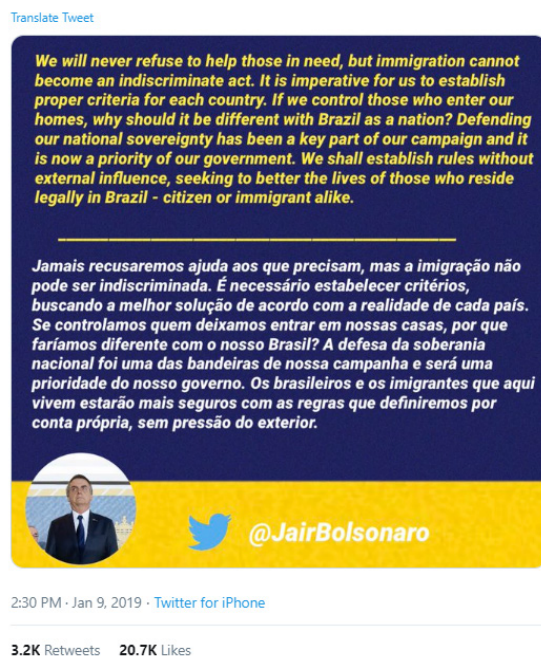 Translate Tweet
We will never refuse to help those in need, but immigration cannot
become an indiscriminate act. It is imperative for us to establish
proper criteria for each country. If we control those who enter our
homes, why should it be different with Brazil as a nation? Defending
our national sovereignty has been a key part of our campaign and it
is now a priority of our government. We shall establish rules without
external influence, seeking to better the lives of those who reside
legally in Brazil - citizen or immigrant alike.
Jamais recusaremos ajuda aos que precisam, mas a imigração não
pode ser indiscriminada. É necessário estabelecer critérios,
buscando a melhor solução de acordo com a realidade de cada país.
Se controlamos quem deixamos entrar em nossas casas, por que
faríamos diferente com o nosso Brasil? A defesa da soberania
nacional foi uma das bandeiras de nossa campanha e será uma
prioridade do nosso governo. Os brasileiros e os imigrantes que aqui
vivem estarão mais seguros com as regras que definiremos por
conta própria, sem pressão do exterior.
@JairBolsonaro
2:30 PM · Jan 9, 2019 · Twitter for iPhone
3.2K Retweets 20.7K Likes